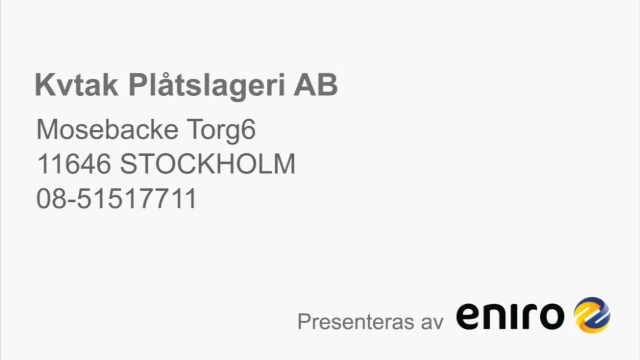 Kvtak Plåtslageri AB
Mosebacke Torg6
11646 STOCKHOLM
08-51517711
Presenteras av eniro